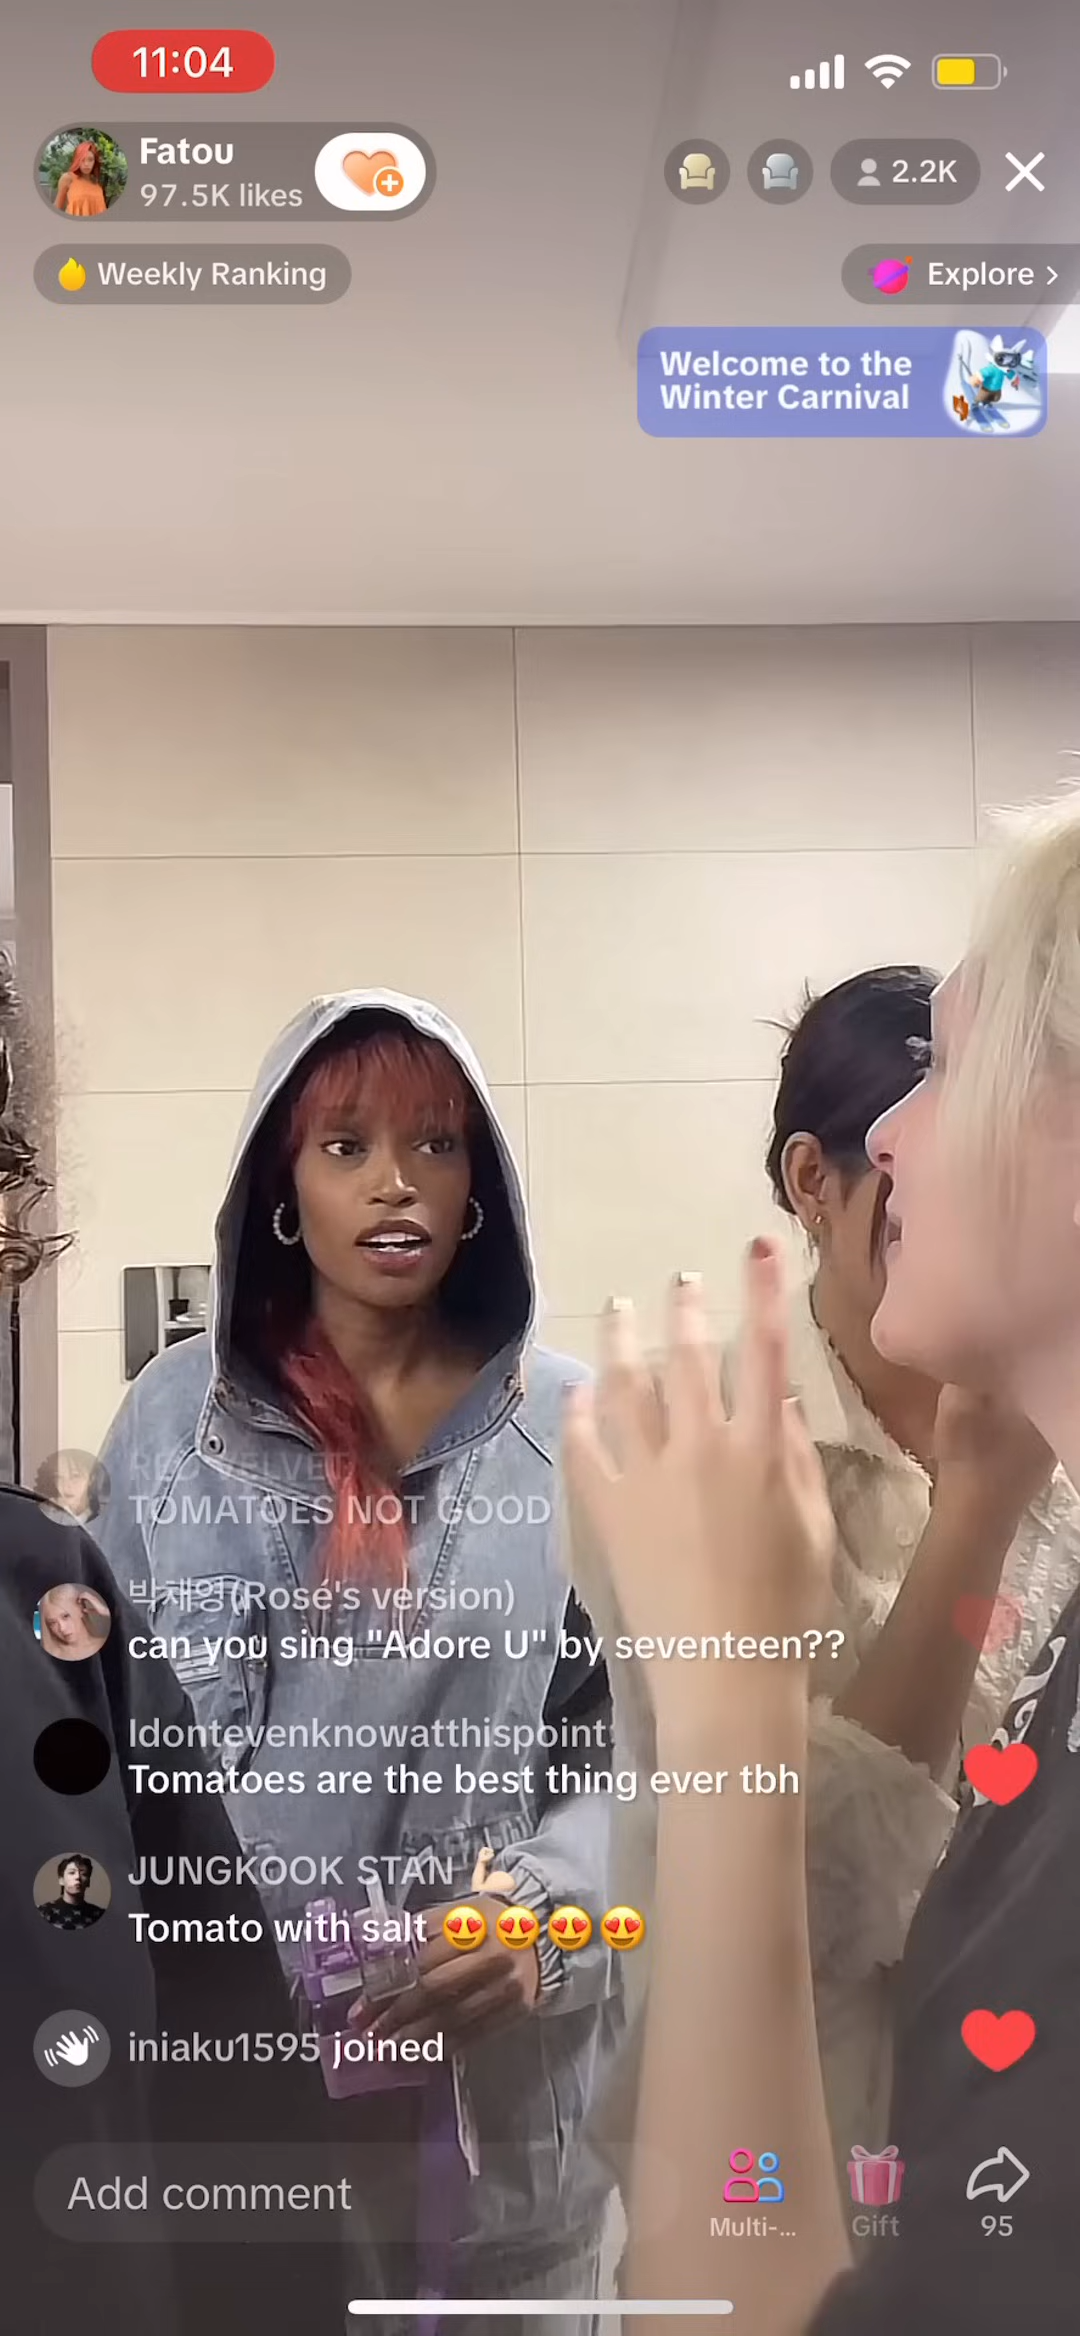 11:04
Fatou
97.5K likes
2.2K
Weekly Ranking
Explore >
Welcome to the
Winter Carnival
RED VELVET
TOMATOES NOT GOOD
박채영(Rosé's version)
can you sing "Adore U" by seventeen??
Idontevenknowatthispoint
Tomatoes are the best thing ever tbh
JUNGKOOK STAN 💪🏼
Tomato with salt 😍😍😍😍
iniaku1595 joined
Add comment
Multi-...
Gift
95